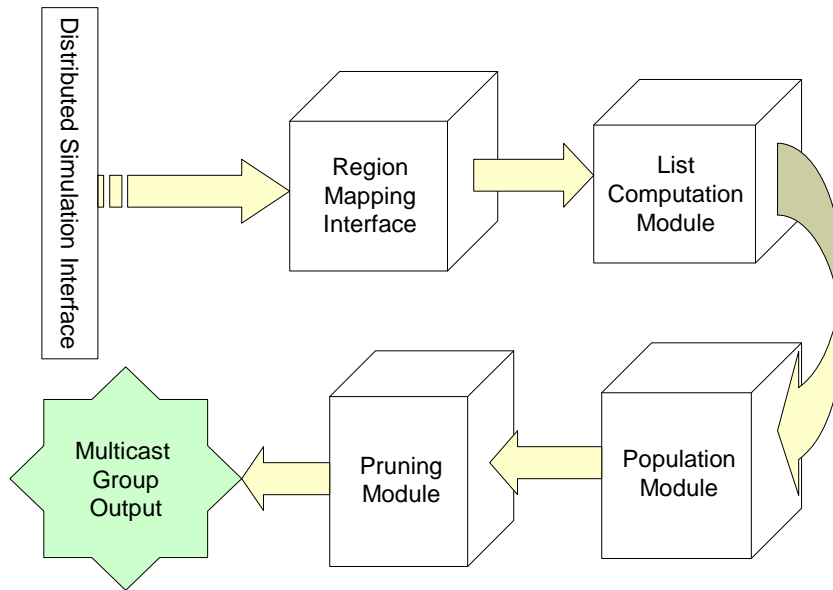 Distributed Simulation Interface
Region
Mapping
Interface
List
Computation
Module
Population
Module
Pruning
Module
Multicast
Group
Output